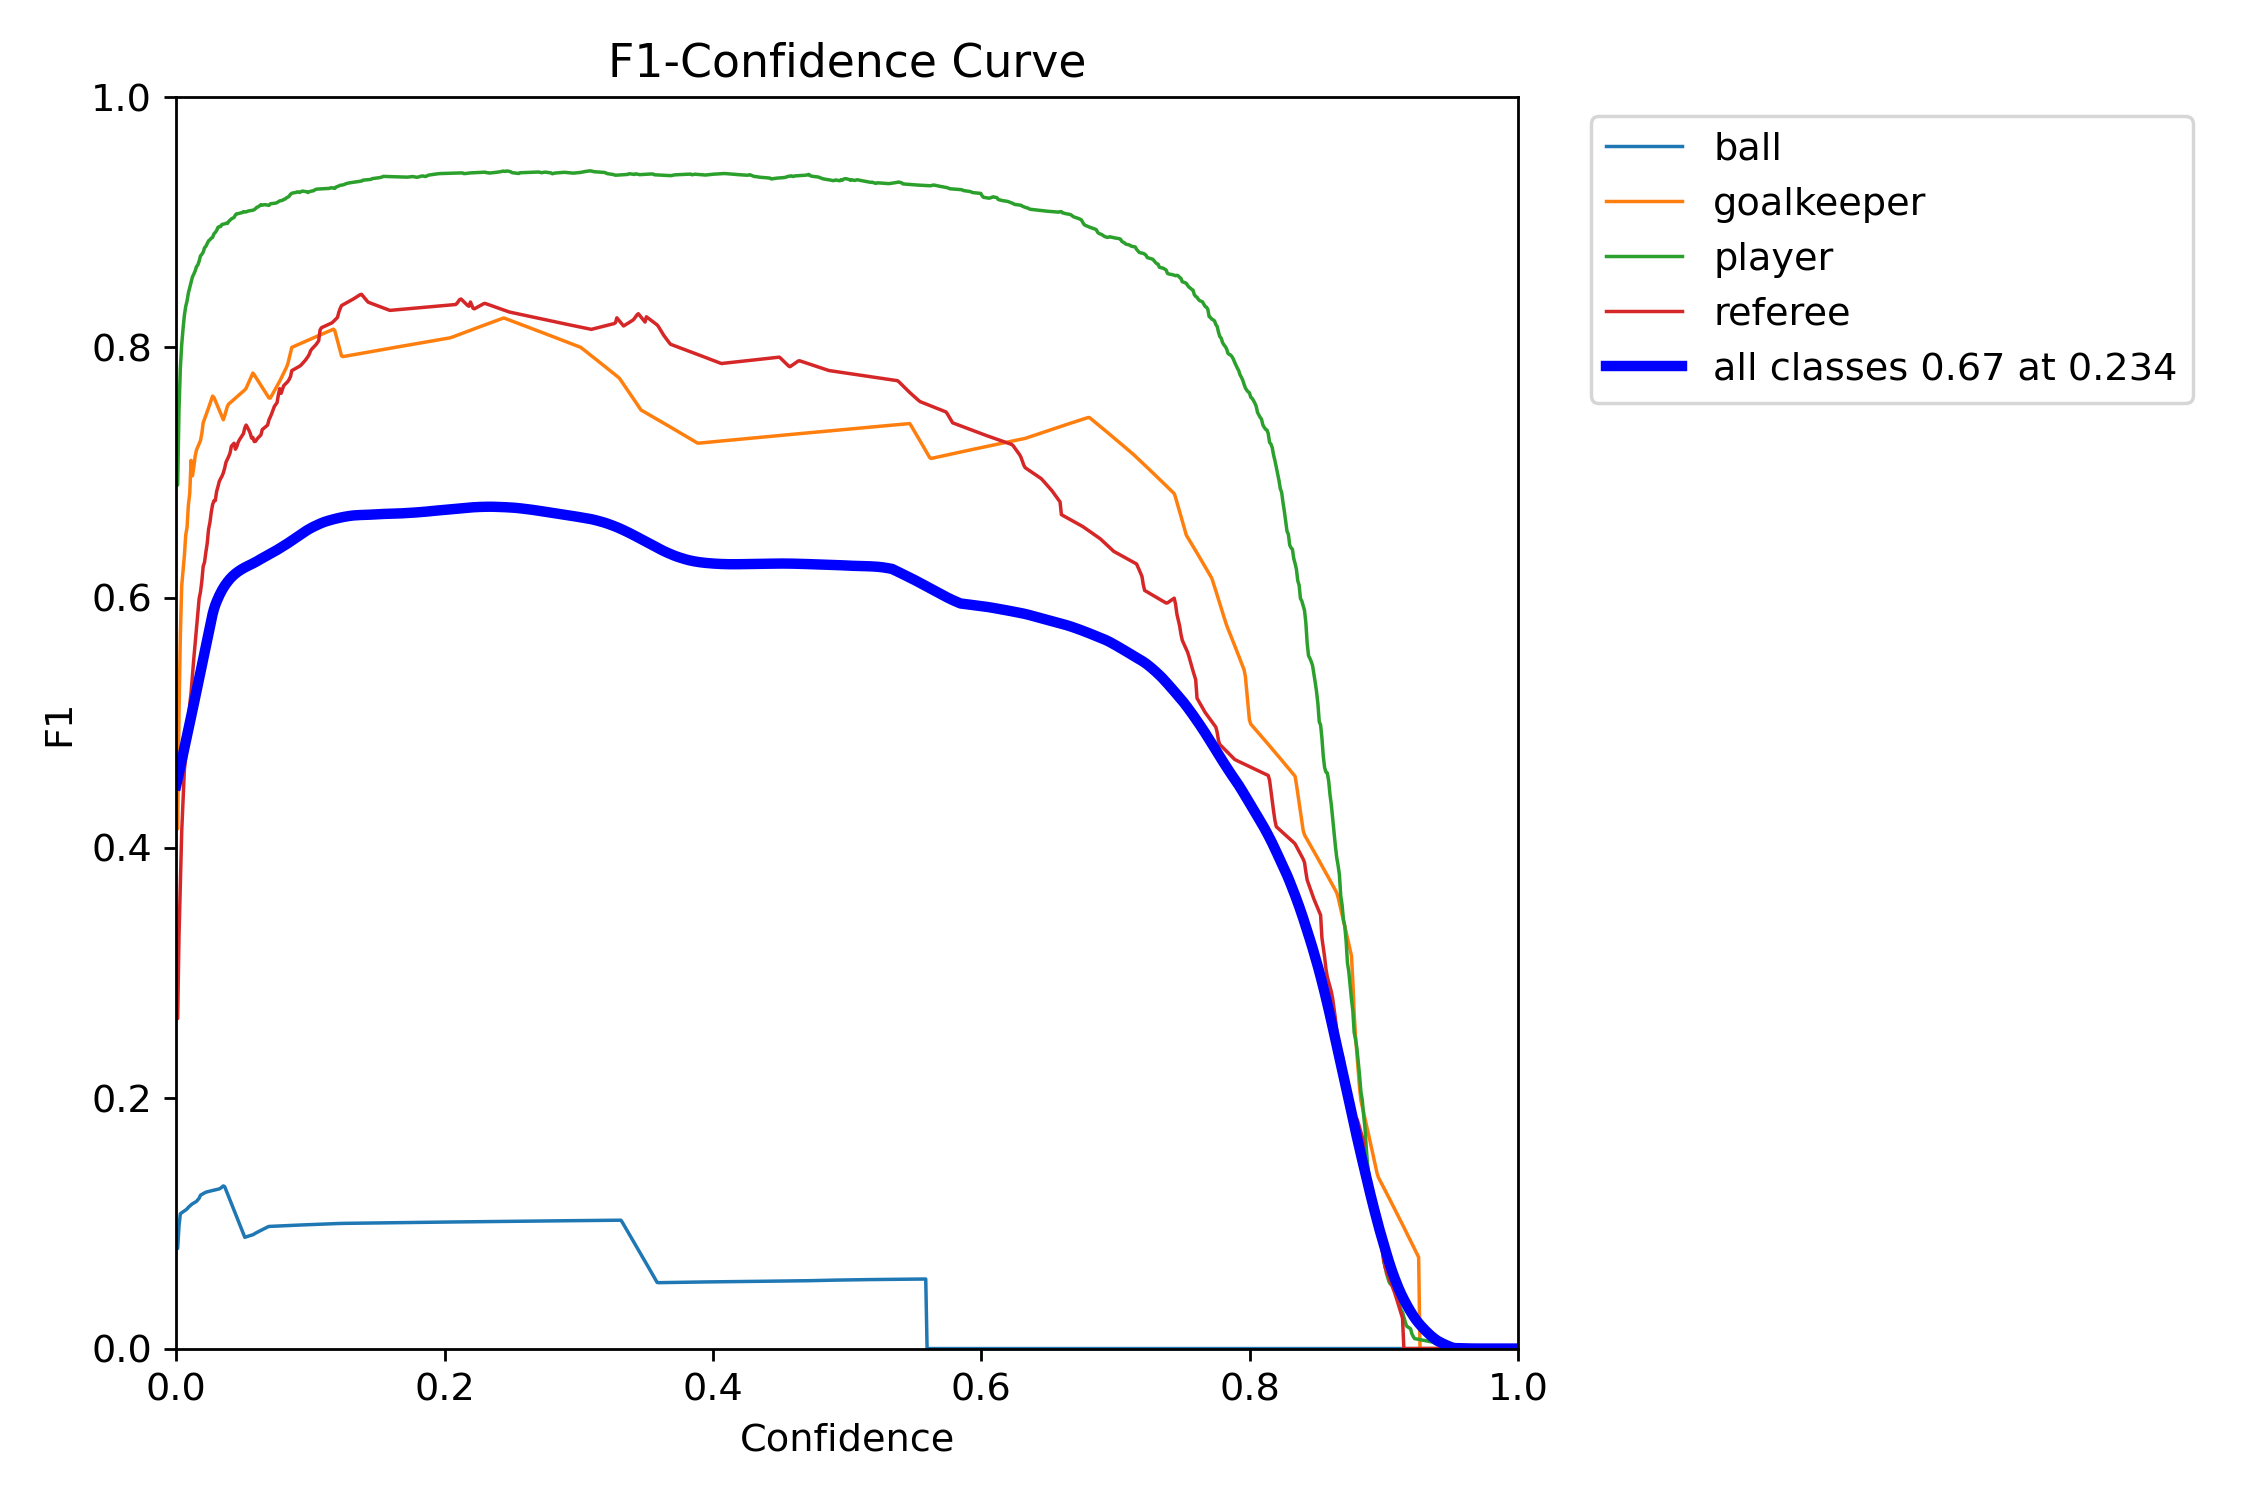 F1-Confidence Curve
1.0
0.8
0.6
0.4
0.2
0.0
F1
0.0 0.2 0.4 0.6 0.8 1.0
Confidence
ball
goalkeeper
player
referee
all classes 0.67 at 0.234